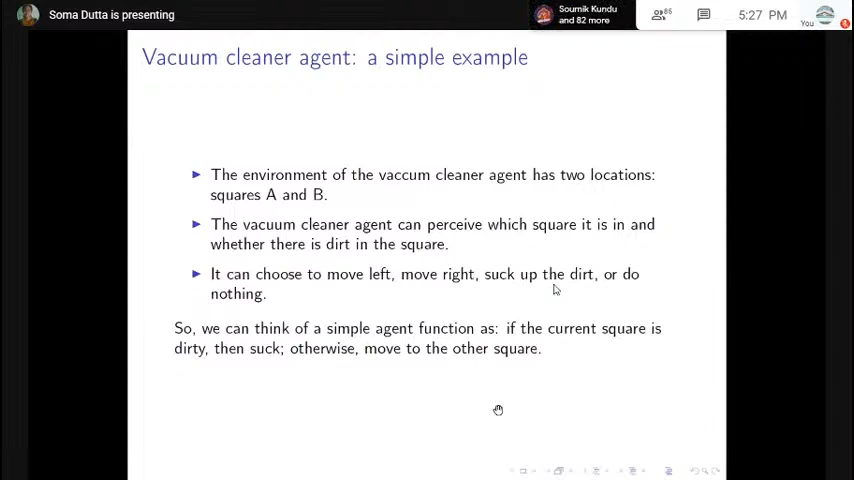 Soma Dutta is presenting
Soumik Kundu
and 82 more
85
5:27 PM
You
Vacuum cleaner agent: a simple example
The environment of the vaccum cleaner agent has two locations:
squares A and B.
The vacuum cleaner agent can perceive which square it is in and
whether there is dirt in the square.
It can choose to move left, move right, suck up the dirt, or do
nothing.
So, we can think of a simple agent function as: if the current square is
dirty, then suck; otherwise, move to the other square.